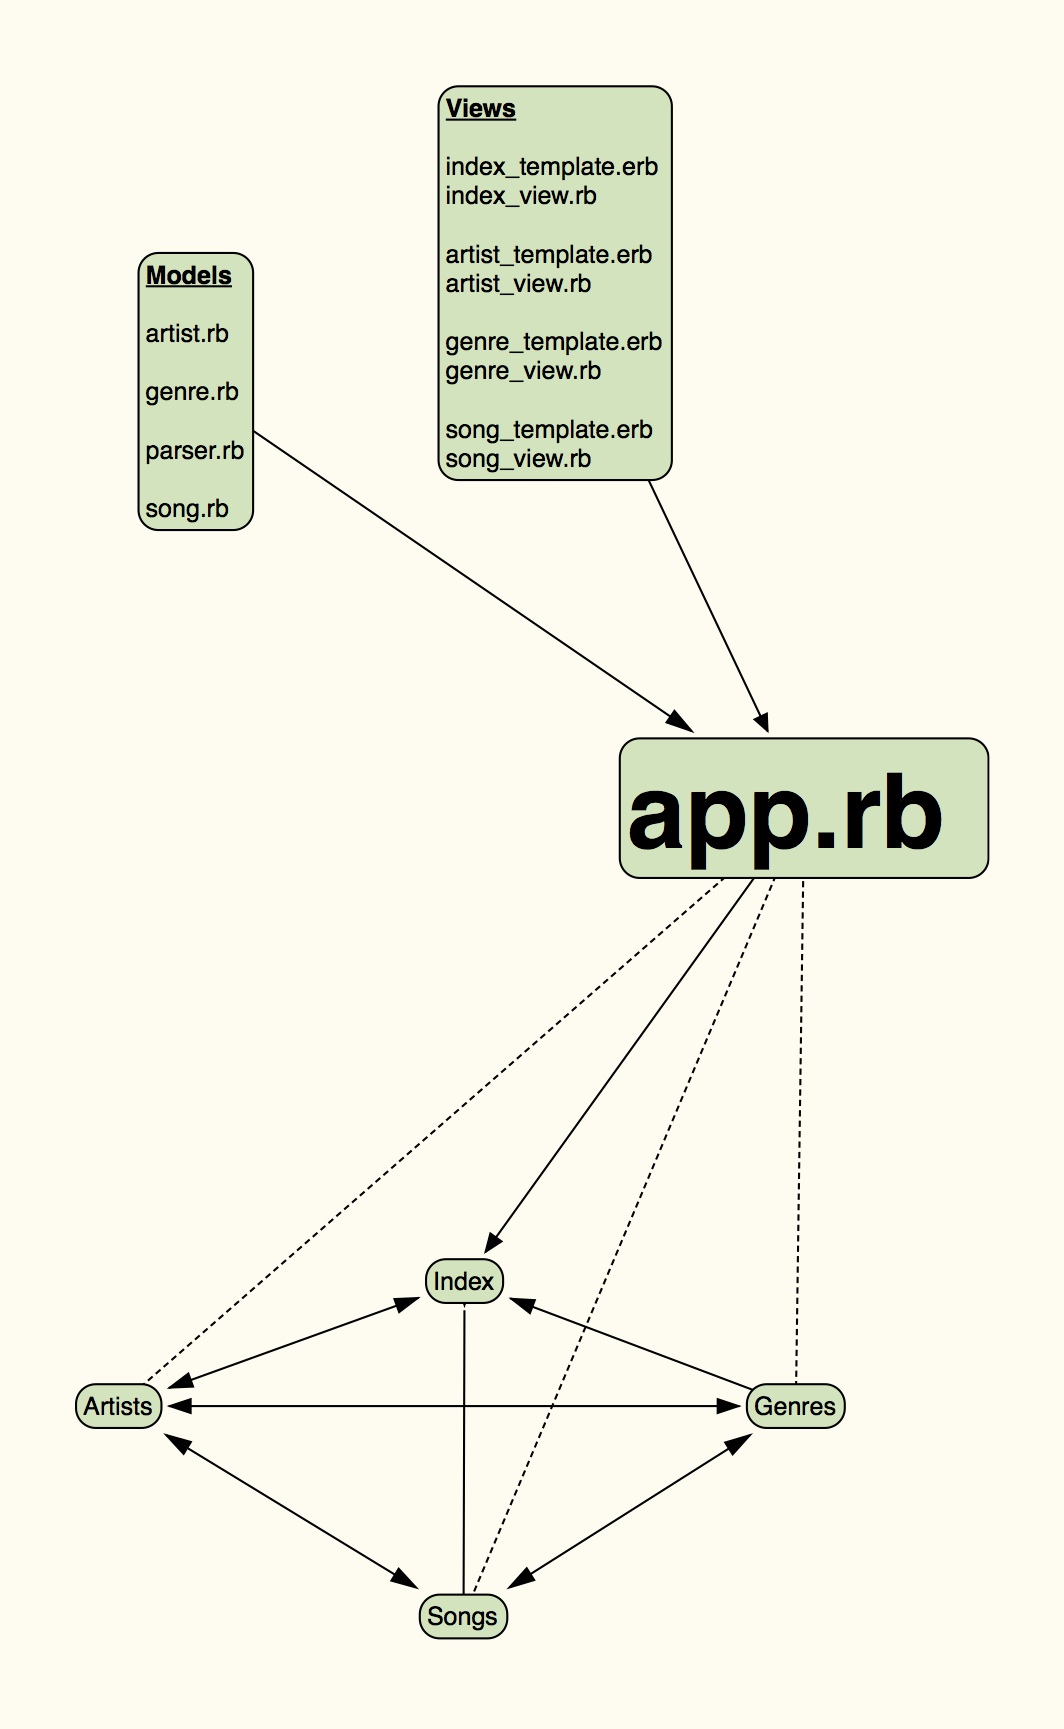 Views
index_template.erb
index_view.rb
artist_template.erb
artist_view.rb
genre_template.erb
genre_view.rb
song_template.erb
song_view.rb
Models
artist.rb
genre.rb
parser.rb
song.rb
app.rb
Index
Artists
Genres
Songs